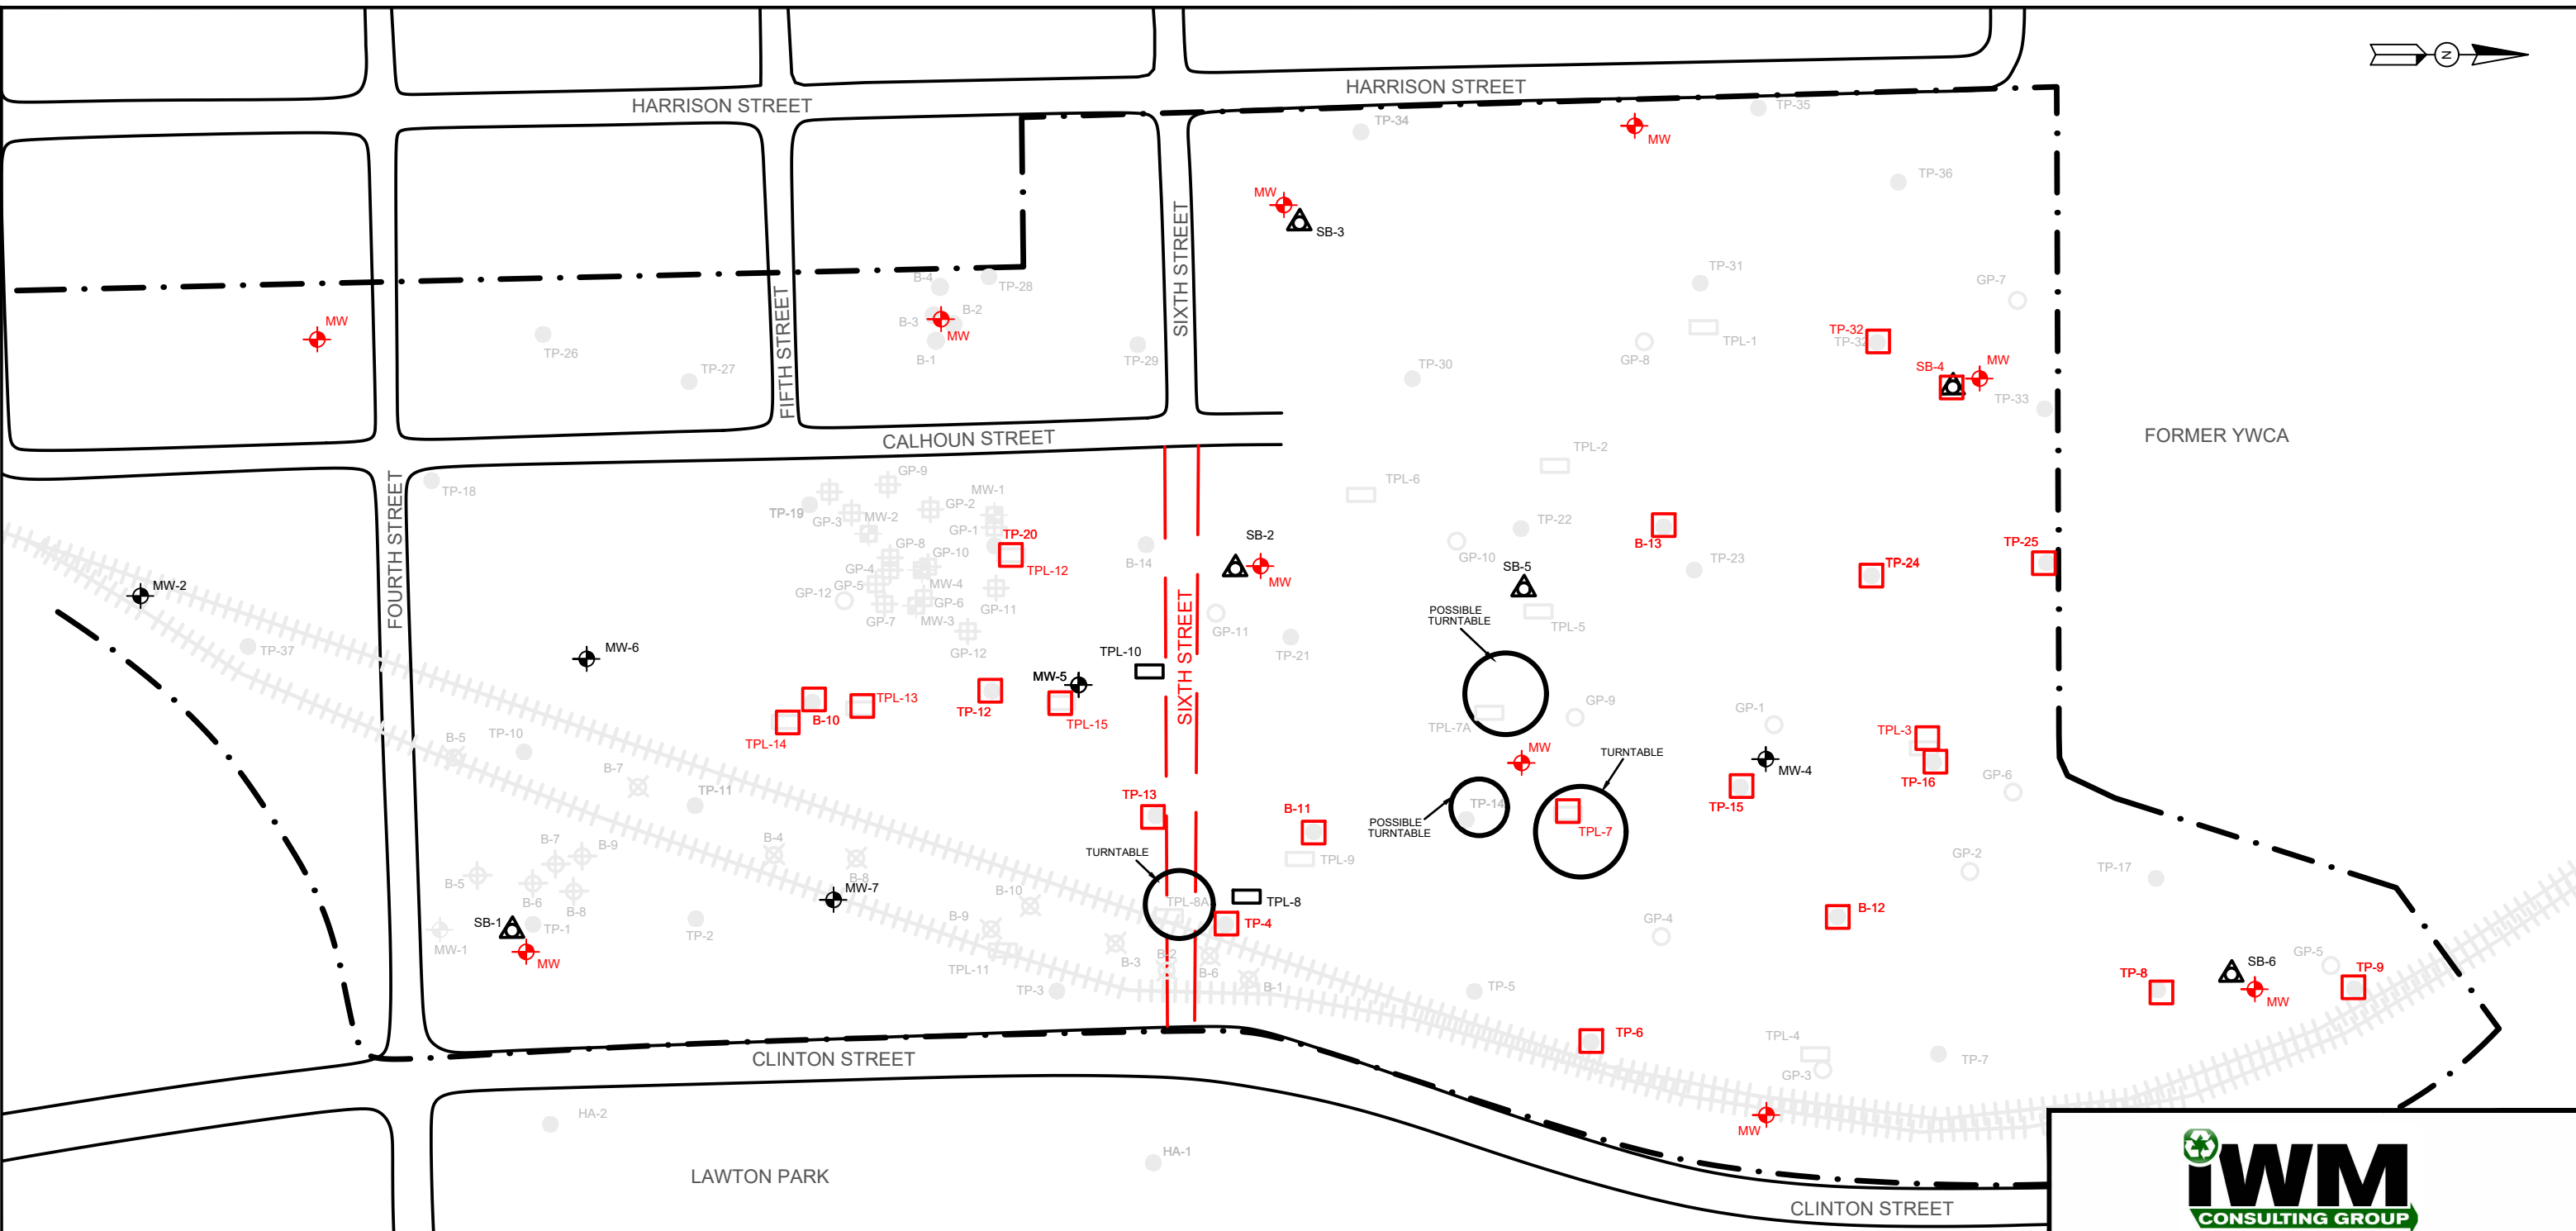 HARRISON STREET
HARRISON STREET
N
TP-35
TP-34
MW
TP-36
MW
SB-3
SIXTH STREET
TP-31
GP-7
B-4
TP-28
FIFTH STREET
B-3
B-2
MW
B-1
MW
TP-26
TP-27
TP-29
TP-30
GP-8
TPL-1
TP-32
TP-32
SB-4
MW
TP-33
FORMER YWCA
CALHOUN STREET
TPL-2
TPL-6
FOURTH STREET
TP-18
GP-9
MW-1
TP-19
GP-3
MW-2
GP-2
GP-1
TP-20
GP-8
GP-10
TPL-12
B-14
SB-2
MW
GP-10
TP-22
B-13
TP-23
TP-24
TP-25
SB-5
MW-2
GP-12
GP-5
GP-4
MW-4
GP-6
GP-11
GP-7
MW-3
GP-12
GP-11
TP-21
POSSIBLE
TURNTABLE
TPL-5
SIXTH STREET
TP-37
MW-6
TPL-10
MW-5
TPL-13
B-10
TPL-14
TP-12
TPL-15
TPL-7A
GP-9
GP-1
MW
TURNTABLE
MW-4
TPL-3
TP-16
GP-6
B-5
TP-10
B-7
TP-11
TP-13
B-11
TP-14
POSSIBLE
TURNTABLE
TPL-7
TP-15
B-4
B-7
B-9
B-8
TURNTABLE
TPL-9
GP-2
TP-17
B-5
B-6
B-8
MW-7
B-10
TPL-8A
TPL-8
TP-4
B-12
GP-4
SB-1
TP-1
MW-1
MW
TP-2
B-9
TPL-11
B-3
B-2
B-6
B-1
TP-3
TP-5
TP-8
SB-6
GP-5
TP-9
MW
TP-6
TPL-4
GP-3
TP-7
CLINTON STREET
MW
HA-2
HA-1
LAWTON PARK
CLINTON STREET
iWM
CONSULTING GROUP